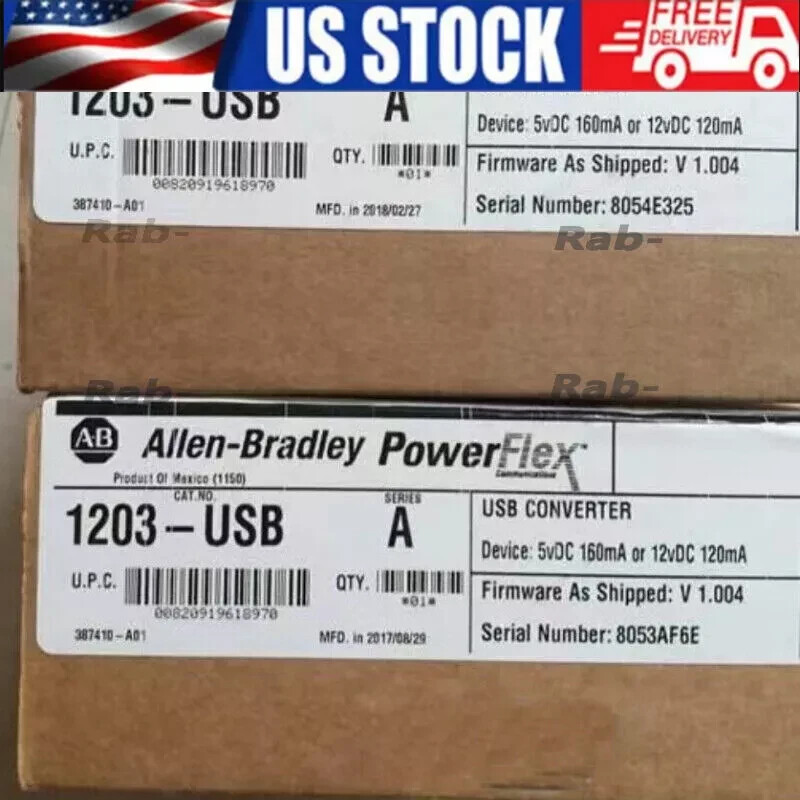 US STOCK
FREE
DELIVERY
1203-USB A
Device: 5vDC 160mA or 12vDC 120mA
U.P.C. QTY.
00820919618970 *01*
Firmware As Shipped: V 1.004
387410-A01 MFD. in 2018/02/27
Serial Number: 8054E325
Rab- Rab-
Rab- Rab-
AB Allen-Bradley PowerFlex
Communications
Product Of Mexico (1150)
CAT.NO. SERIES
1203-USB A
USB CONVERTER
Device: 5vDC 160mA or 12vDC 120mA
U.P.C. QTY.
00820919618970 *01*
Firmware As Shipped: V 1.004
387410-A01 MFD. in 2017/08/29
Serial Number: 8053AF6E